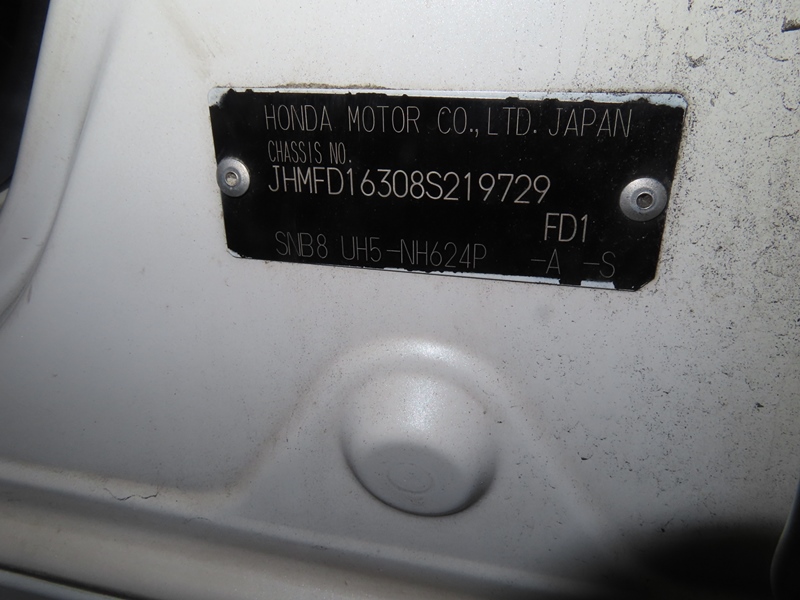 HONDA MOTOR CO., LTD. JAPAN
CHASSIS NO.
JHMFD16308S219729
FD1
SNB8 UH5-NH624P -A -S